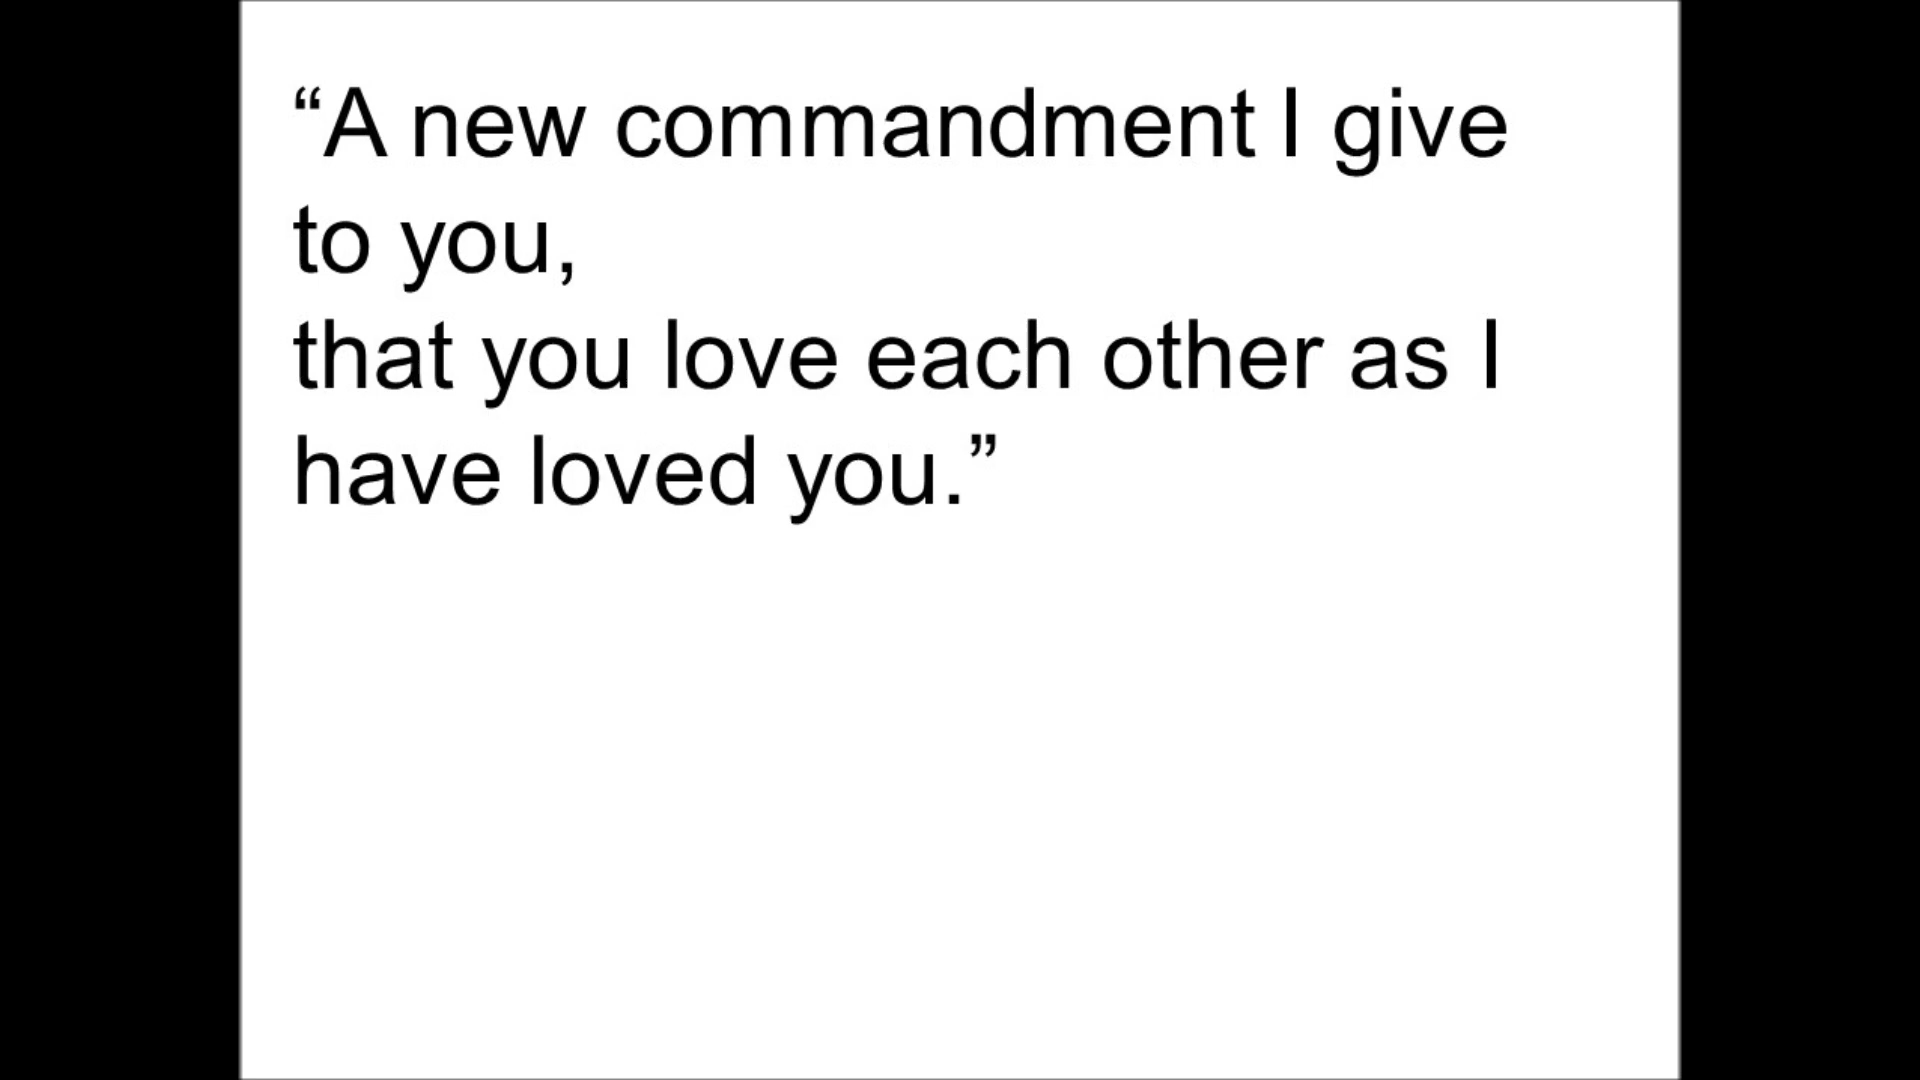 “A new commandment I give
to you,
that you love each other as I
have loved you.”